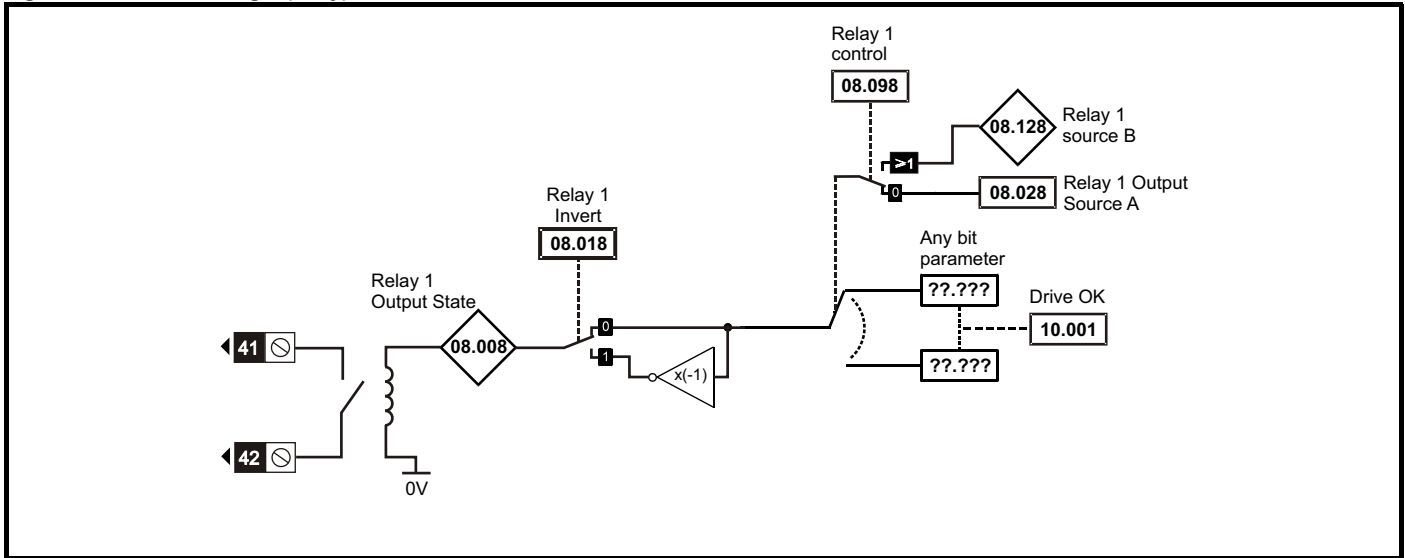 Relay 1
control
08.098
08.128
Relay 1
source B
>1
0
08.028
Relay 1 Output
Source A
Relay 1
Invert
08.018
Any bit
parameter
??.???
Drive OK
10.001
??.???
Relay 1
Output State
08.008
0
1
x(-1)
41
42
0V